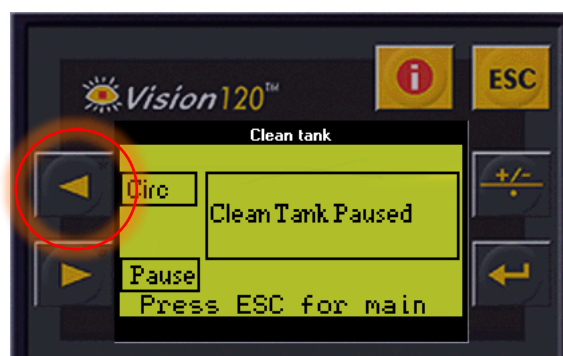 Vision120™
i
ESC
Clean tank
Circ
Clean Tank Paused
+/-
Pause
Press ESC for main